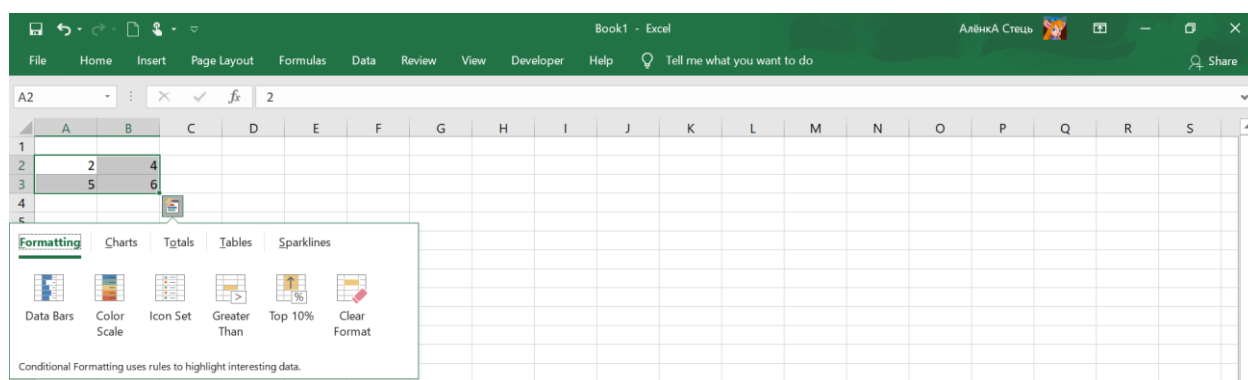 Book1 - Excel
АлёнкА Стець
File Home Insert Page Layout Formulas Data Review View Developer Help Tell me what you want to do Share
A2 fx 2
A B C D E F G H I J K L M N O P Q R S
1
2 2 4
3 5 6
4
5
Formatting Charts Totals Tables Sparklines
Data Bars Color Scale Icon Set Greater Than Top 10% Clear Format
Conditional Formatting uses rules to highlight interesting data.